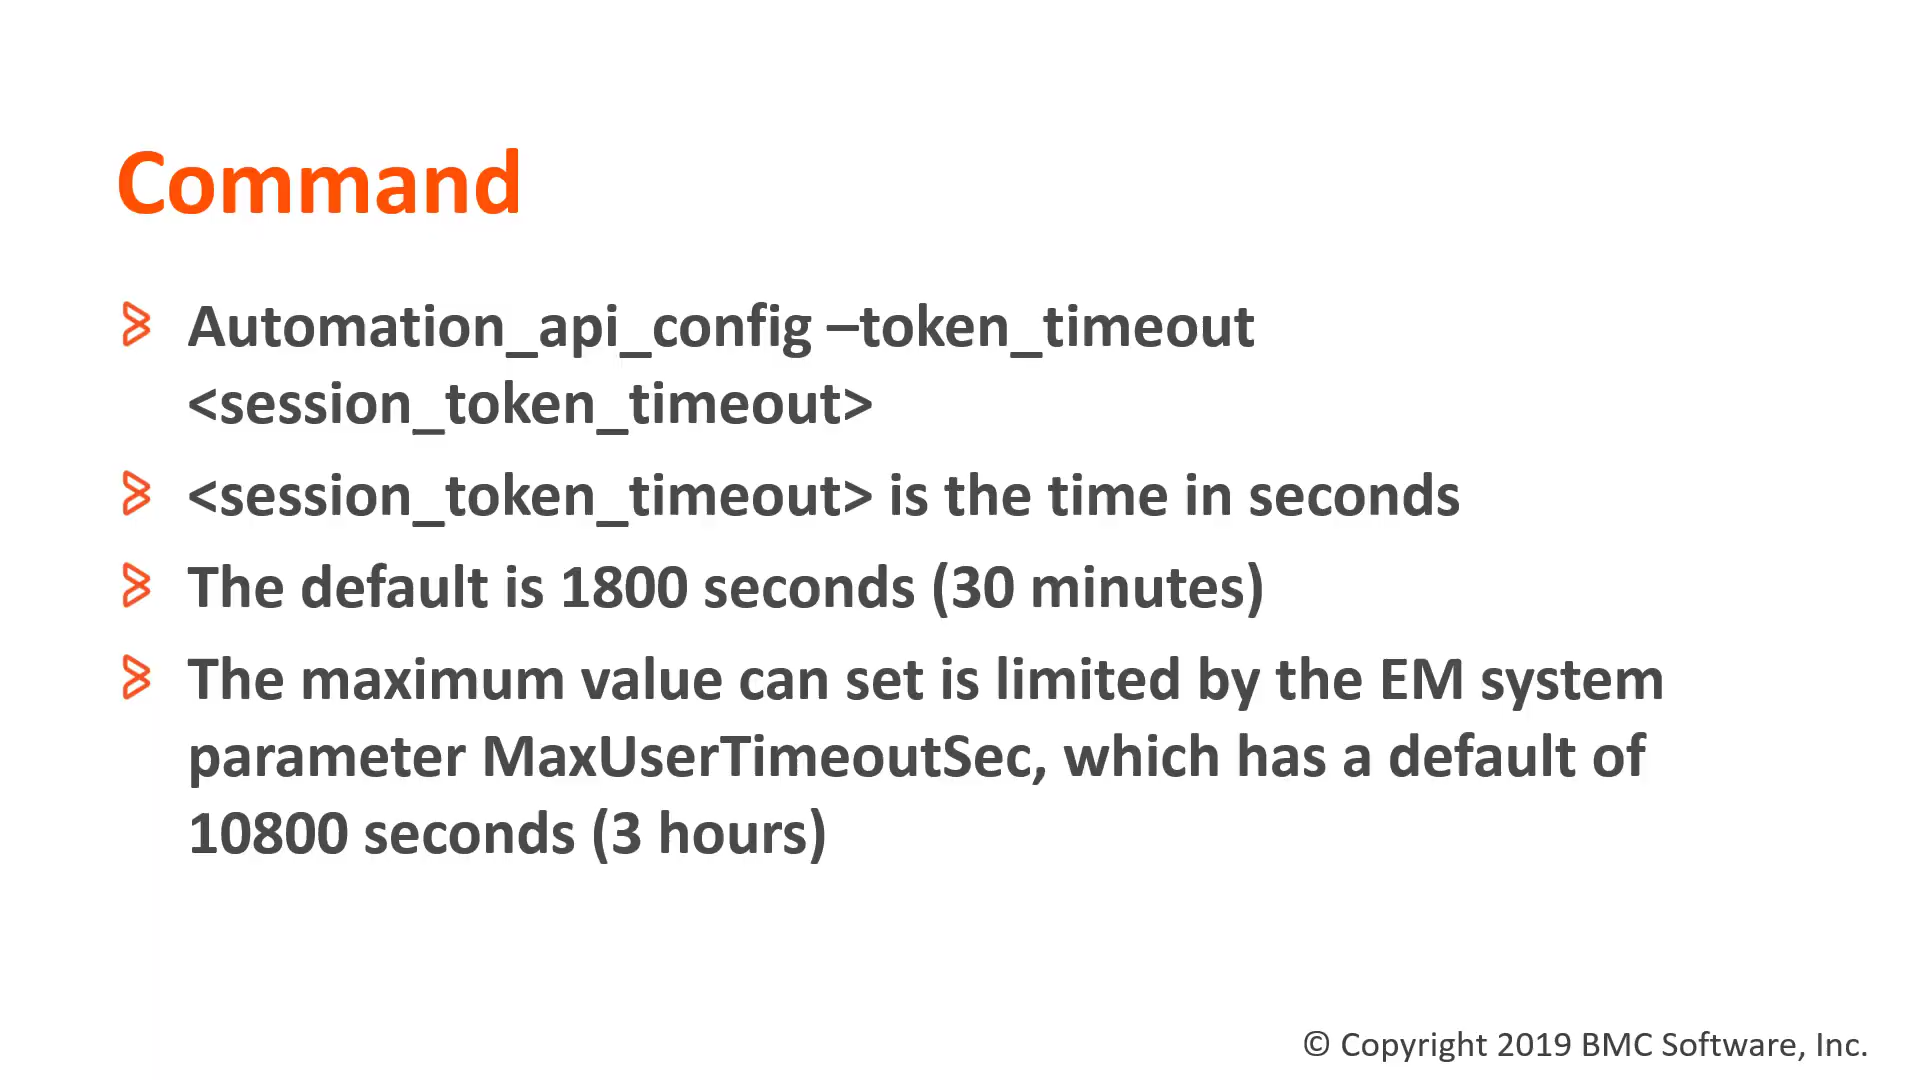 Command
Automation_api_config –token_timeout
<session_token_timeout>
<session_token_timeout> is the time in seconds
The default is 1800 seconds (30 minutes)
The maximum value can set is limited by the EM system
parameter MaxUserTimeoutSec, which has a default of
10800 seconds (3 hours)
© Copyright 2019 BMC Software, Inc.